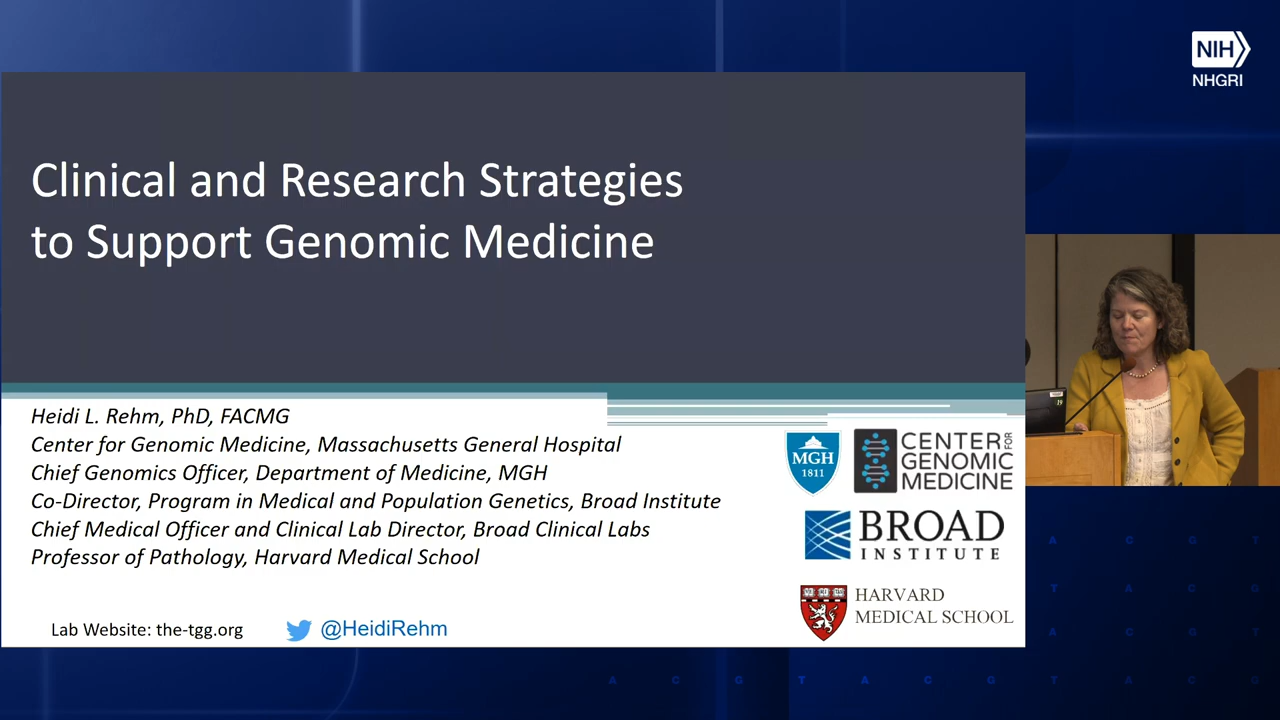 NIH
NHGRI
Clinical and Research Strategies
to Support Genomic Medicine
Heidi L. Rehm, PhD, FACMG
Center for Genomic Medicine, Massachusetts General Hospital
Chief Genomics Officer, Department of Medicine, MGH
Co-Director, Program in Medical and Population Genetics, Broad Institute
Chief Medical Officer and Clinical Lab Director, Broad Clinical Labs
Professor of Pathology, Harvard Medical School
Lab Website: the-tgg.org
@HeidiRehm
MGH
1811
CENTER
FOR
GENOMIC
MEDICINE
BROAD
INSTITUTE
HARVARD
MEDICAL SCHOOL
A C G T
T A C G T
A C G T
A C G T A C G T A C G